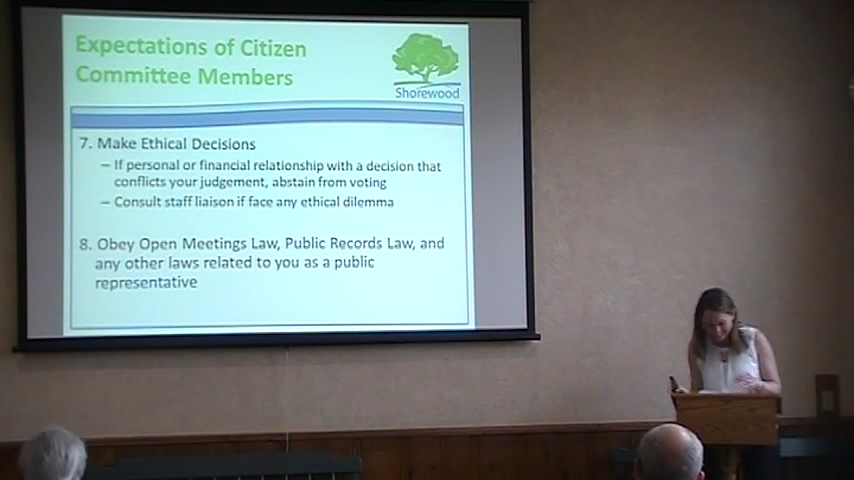 Expectations of Citizen
Committee Members
Shorewood
7. Make Ethical Decisions
– If personal or financial relationship with a decision that
conflicts your judgement, abstain from voting
– Consult staff liaison if face any ethical dilemma
8. Obey Open Meetings Law, Public Records Law, and
any other laws related to you as a public
representative